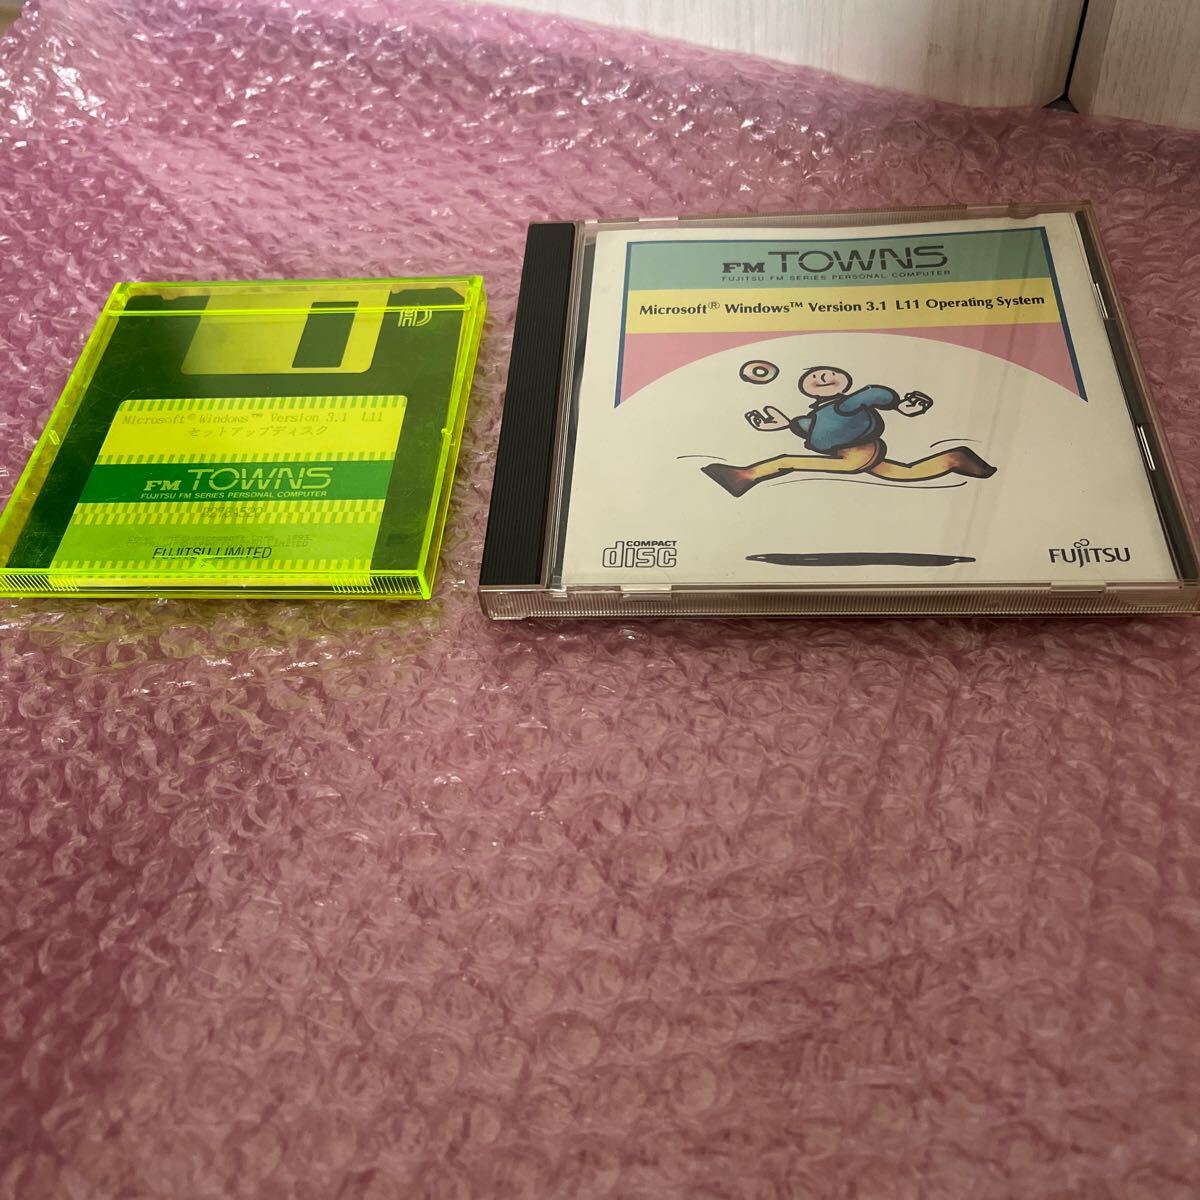 HD
Microsoft® Windows™ Version 3.1 L11
セットアップディスク
FM TOWNS
FUJITSU FM SERIES PERSONAL COMPUTER
FUJITSU LIMITED
FM TOWNS
FUJITSU FM SERIES PERSONAL COMPUTER
Microsoft® Windows™ Version 3.1 L11 Operating System
COMPACT
disc
FUJITSU